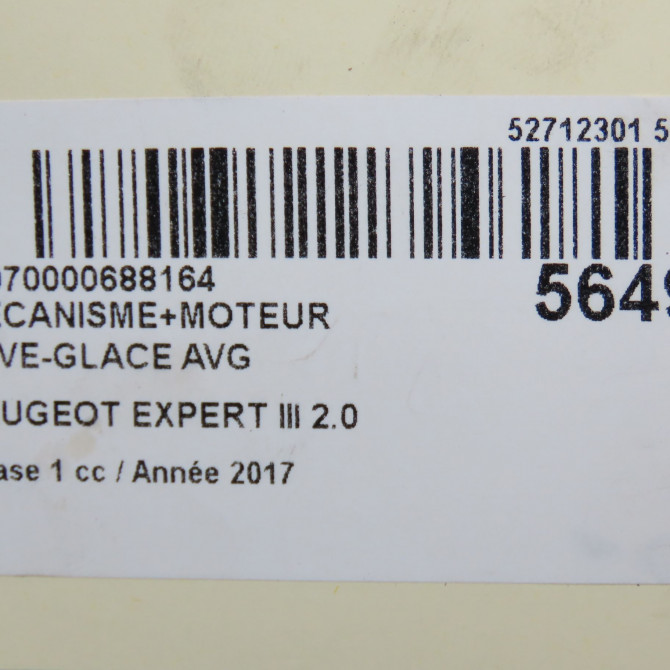 52712301 5
070000688164
5649
ECANISME+MOTEUR
VE-GLACE AVG
UGEOT EXPERT III 2.0
ase 1 cc / Année 2017